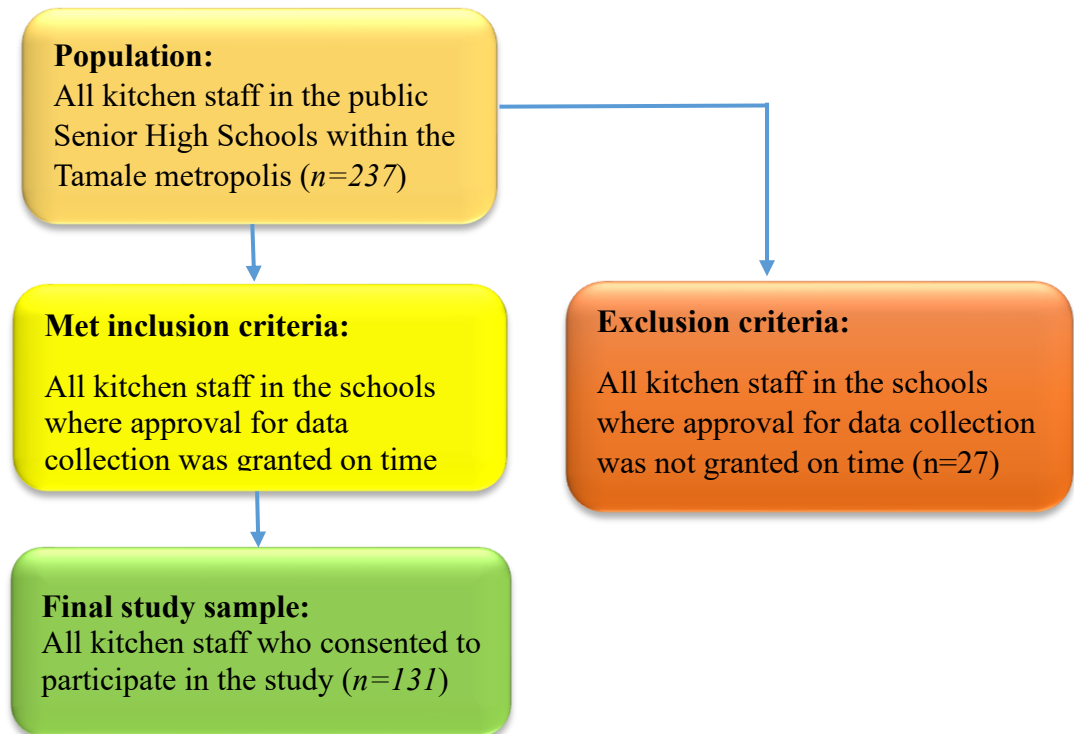 Population:
All kitchen staff in the public
Senior High Schools within the
Tamale metropolis (n=237)
Met inclusion criteria:
All kitchen staff in the schools
where approval for data
collection was granted on time
Exclusion criteria:
All kitchen staff in the schools
where approval for data collection
was not granted on time (n=27)
Final study sample:
All kitchen staff who consented to
participate in the study (n=131)